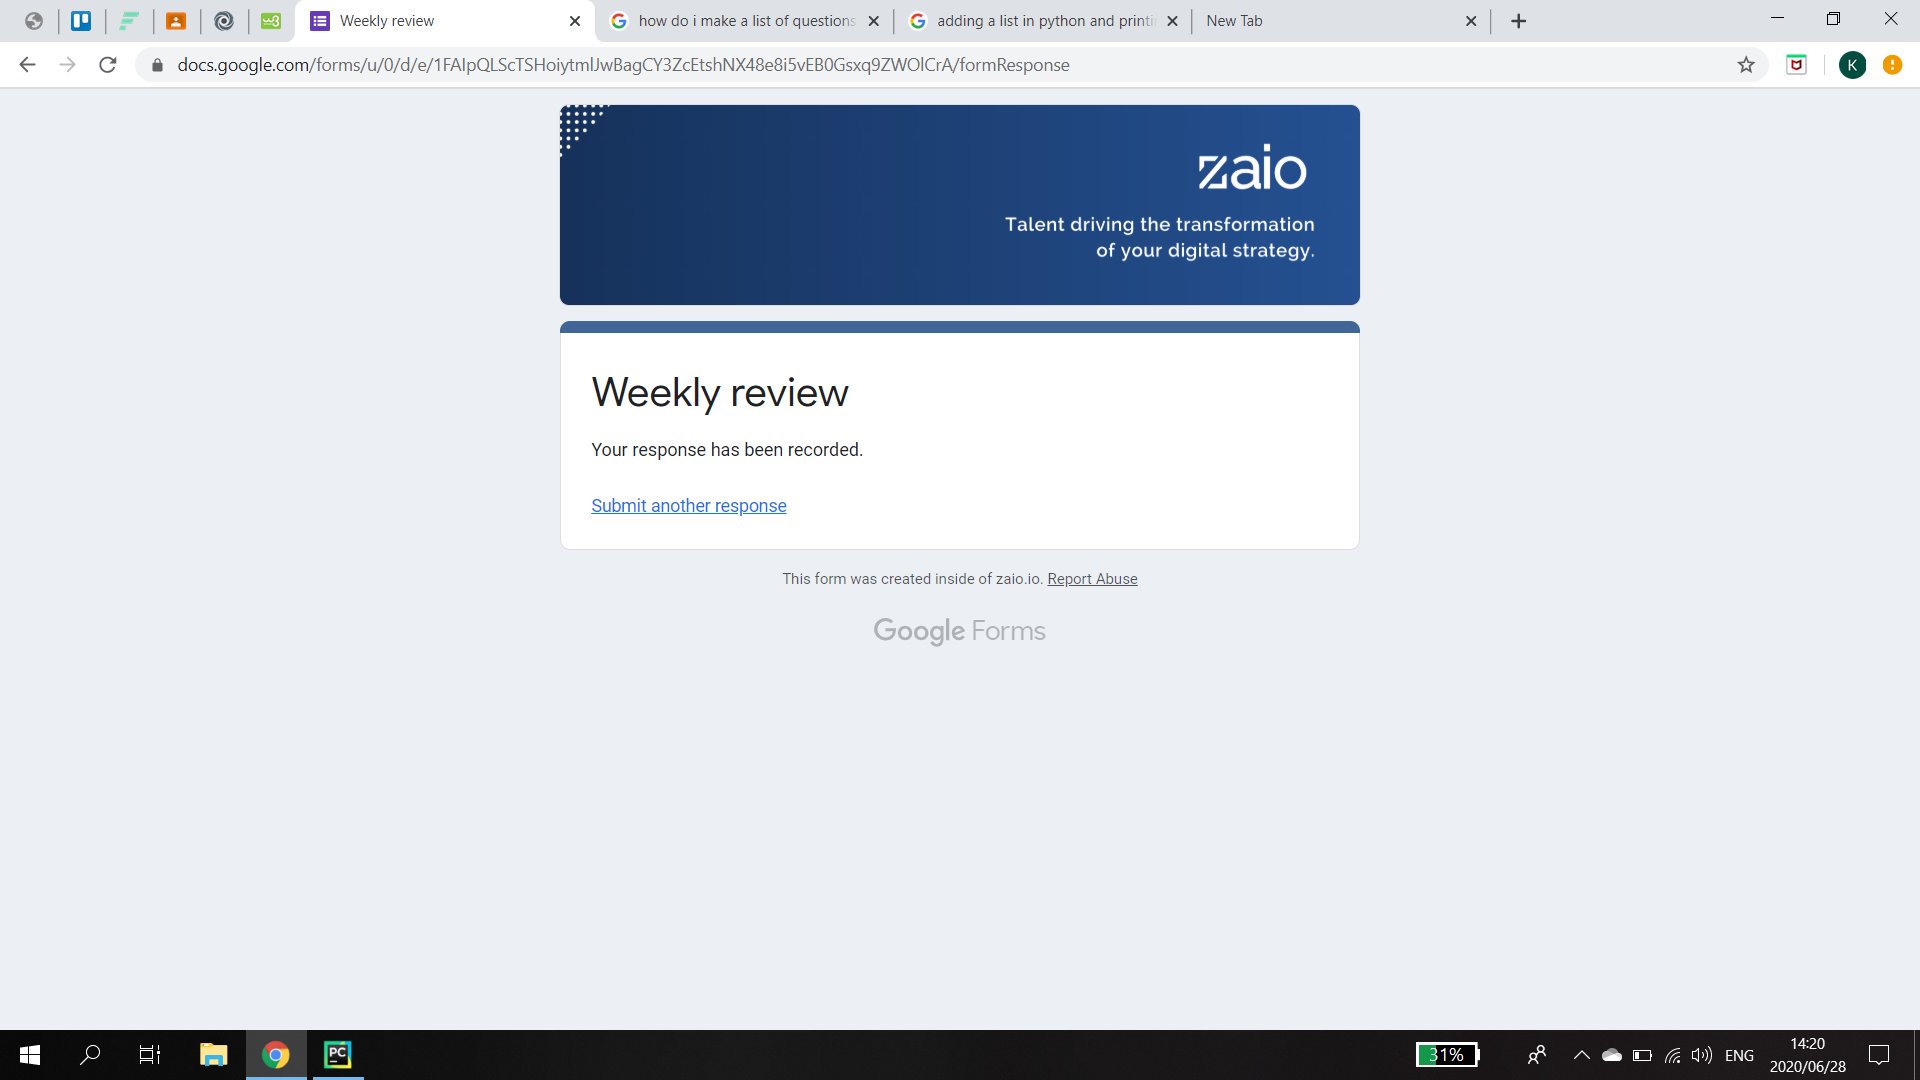 Weekly review
how do i make a list of questions
adding a list in python and printi
New Tab
docs.google.com/forms/u/0/d/e/1FAIpQLScTSHoiytmlJwBagCY3ZcEtshNX48e8i5vEB0Gsxq9ZWOlCrA/formResponse
K
zaio
Talent driving the transformation
of your digital strategy.
Weekly review
Your response has been recorded.
Submit another response
This form was created inside of zaio.io. Report Abuse
Google Forms
PC
31%
ENG
14:20
2020/06/28